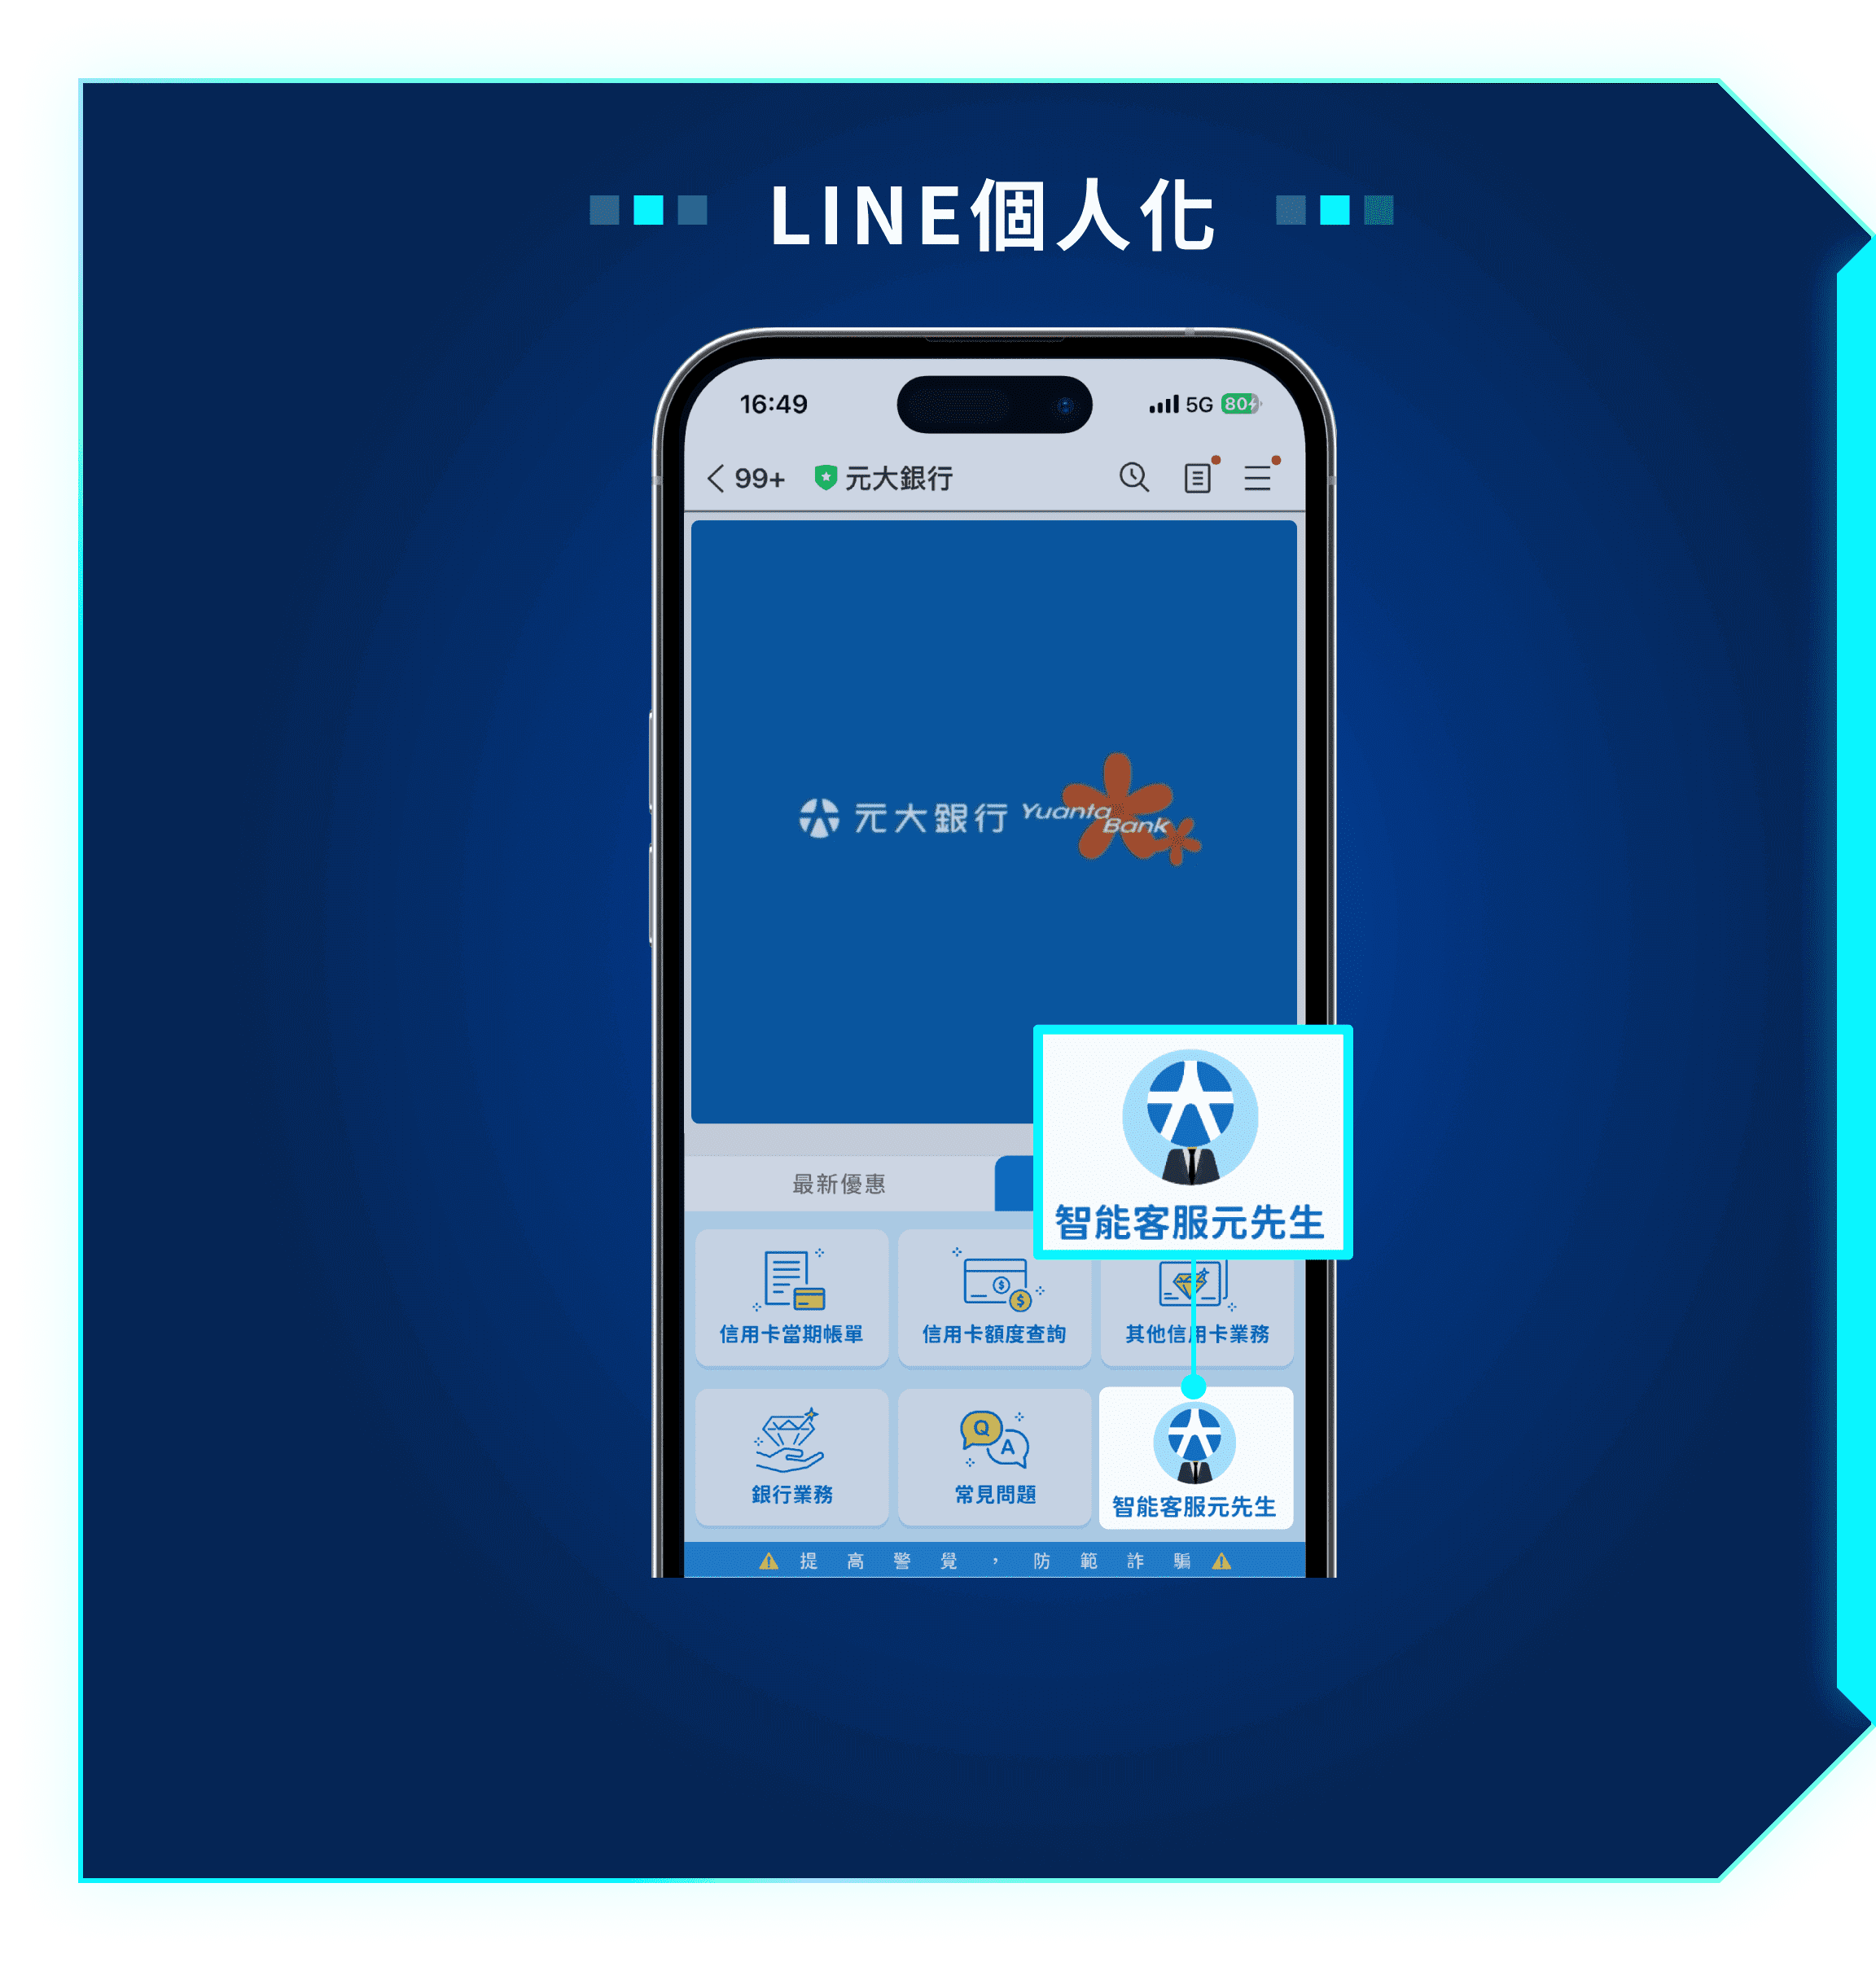 LINE個人化
16:49
5G 80
99+ 元大銀行
元大銀行 Yuanta Bank
智能客服元先生
最新優惠
信用卡當期帳單
信用卡額度查詢
其他信用卡業務
Q
A
銀行業務
常見問題
智能客服元先生
提高警覺，防範詐騙